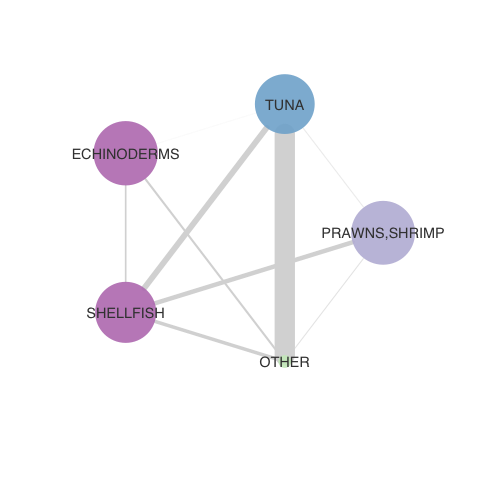 TUNA
ECHINODERMS
PRAWNS,SHRIMP
SHELLFISH
OTHER